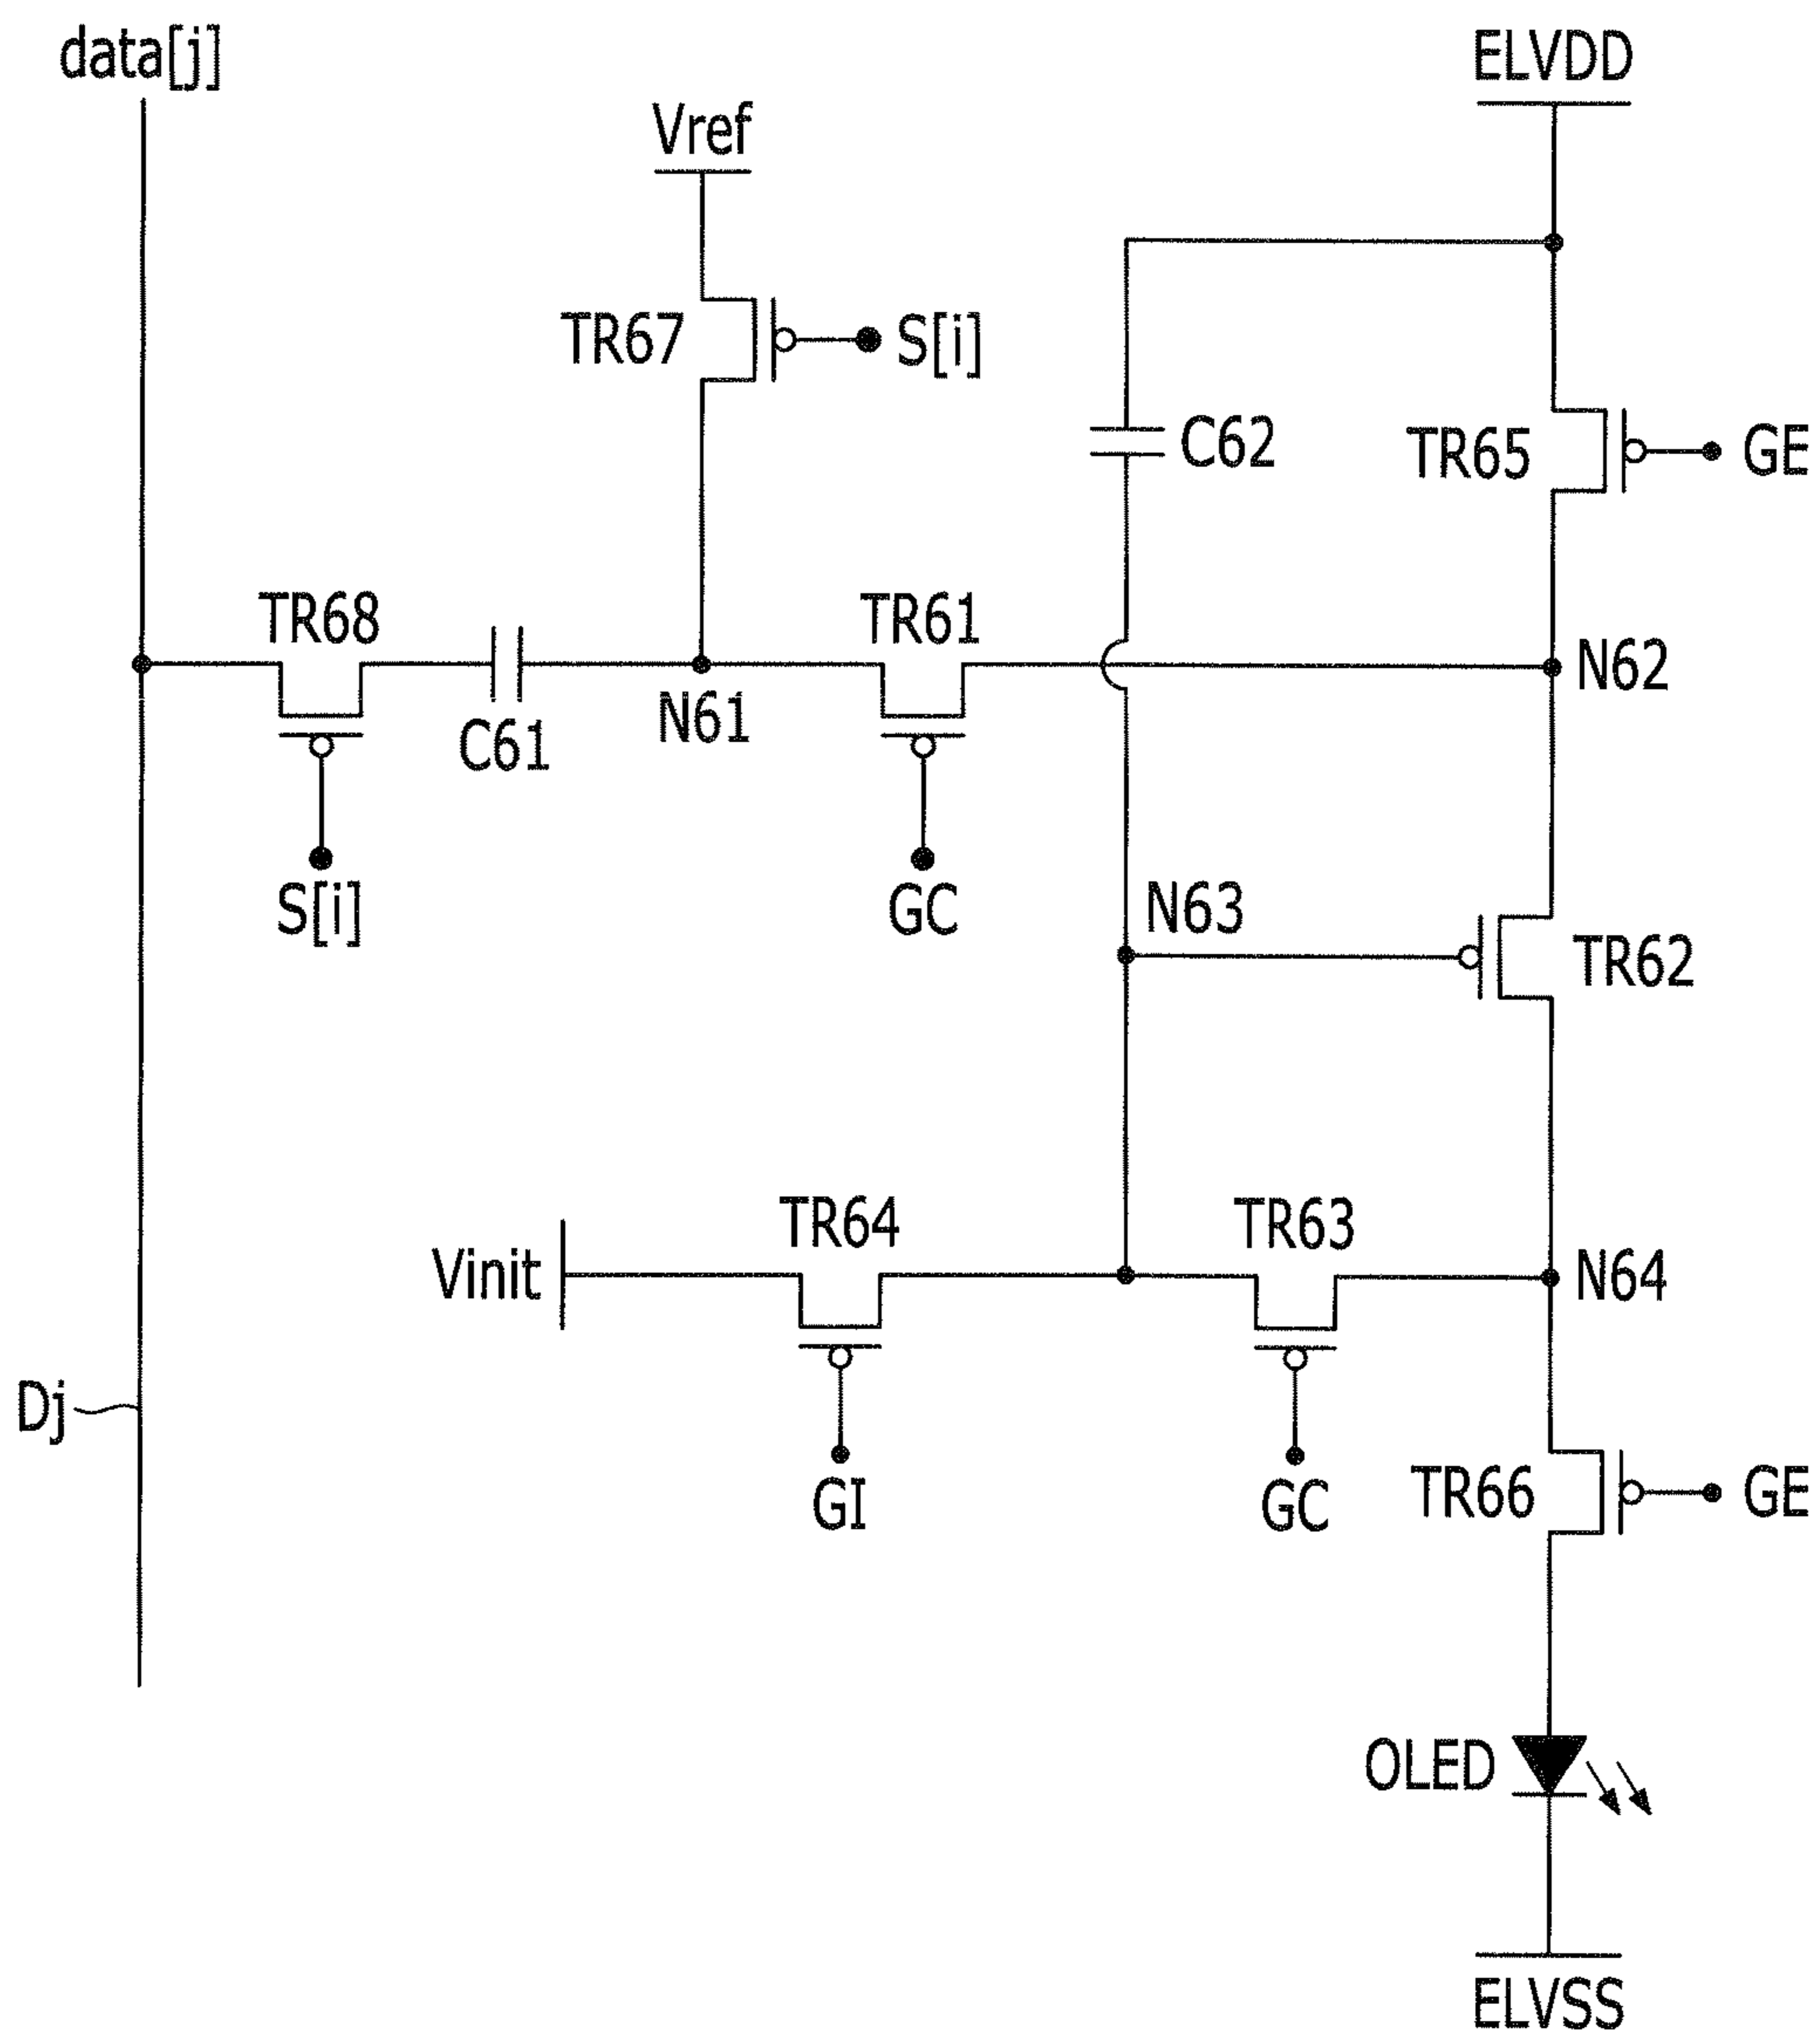 data[j]
ELVDD
Vref
TR67
S[i]
C62
TR65
GE
TR68
TR61
C61
N61
N62
S[i]
GC
N63
TR62
TR64
TR63
Vinit
N64
Dj
GI
GC
TR66
GE
OLED
ELVSS